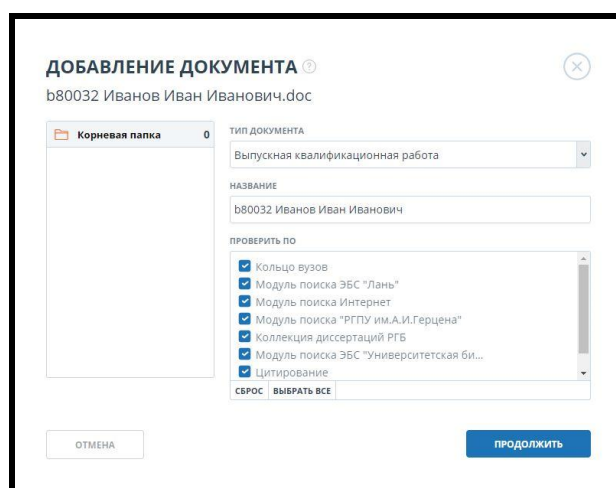 ДОБАВЛЕНИЕ ДОКУМЕНТА ?
b80032 Иванов Иван Иванович.doc
Корневая папка 0
ТИП ДОКУМЕНТА
Выпускная квалификационная работа
НАЗВАНИЕ
b80032 Иванов Иван Иванович
ПРОВЕРИТЬ ПО
Кольцо вузов
Модуль поиска ЭБС "Лань"
Модуль поиска Интернет
Модуль поиска "РГПУ им.А.И.Герцена"
Коллекция диссертаций РГБ
Модуль поиска ЭБС "Университетская би...
Цитирование
СБРОС ВЫБРАТЬ ВСЕ
ОТМЕНА ПРОДОЛЖИТЬ